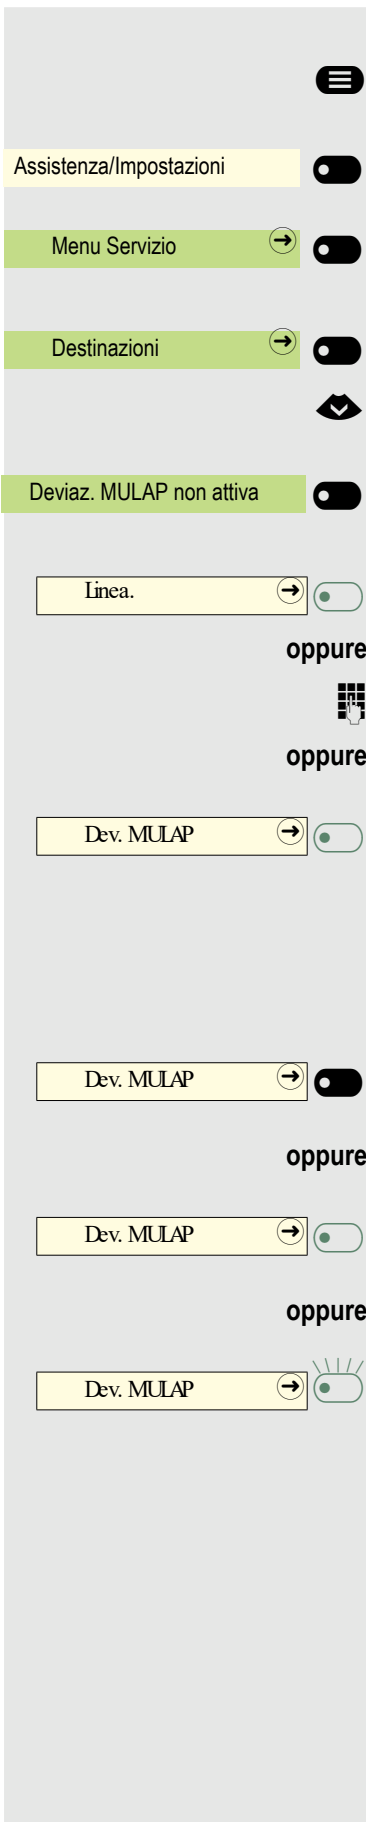 Assistenza/Impostazioni
Menu Servizio
Destinazioni
Deviaz. MULAP non attiva
Linea.
oppure
oppure
Dev. MULAP
Dev. MULAP
oppure
Dev. MULAP
oppure
Dev. MULAP